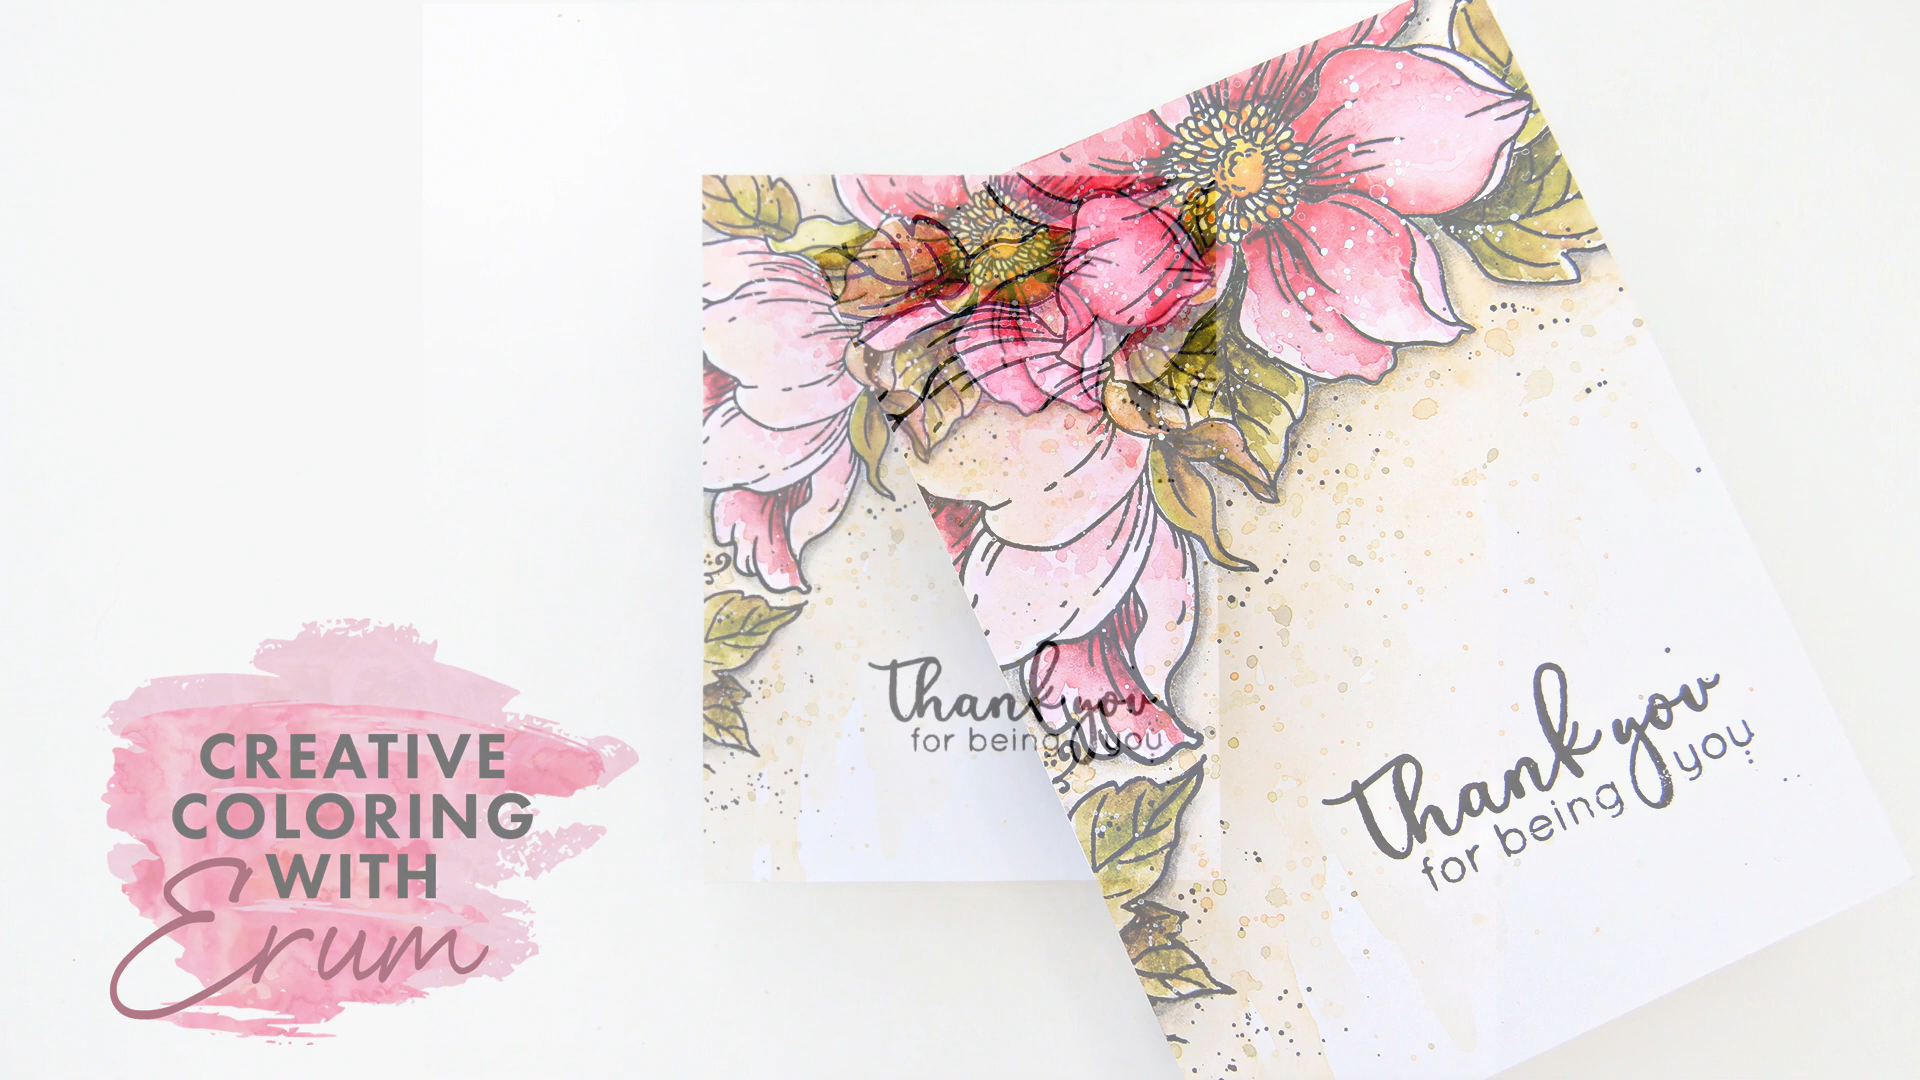 CREATIVE
COLORING
WITH
Erum
Thank you
for being you
Thank you
for being you